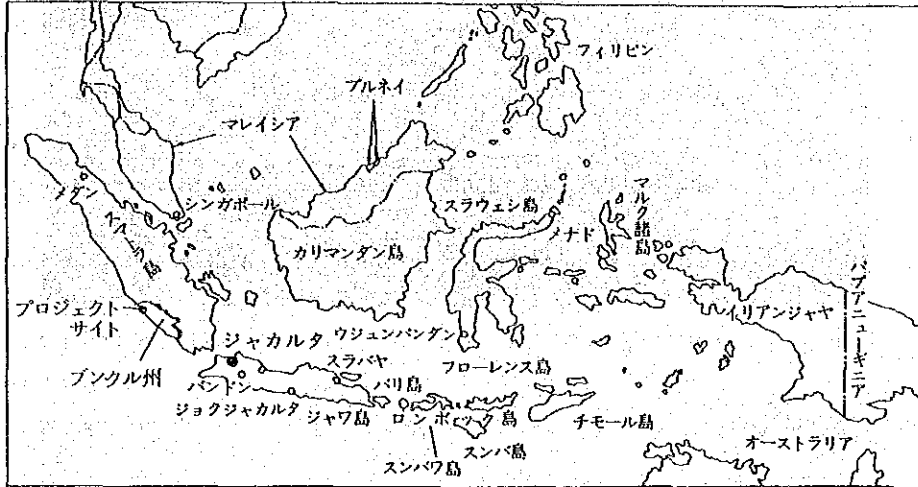 フィリピン
ブルネイ
マレイシア
メダン
シンガポール
スマトラ島
カリマンタン島
スラウェシ島
メナド
マルク諸島
パプアニューギニア
イリアンジャヤ
プロジェクト
サイト
ブンクル州
ジャカルタ
ウジュンパンダン
スラバヤ
フローレンス島
バンドン
バリ島
ジョクジャカルタ
ジャワ島
ロンボック島
チモール島
スンバ島
スンバワ島
オーストラリア